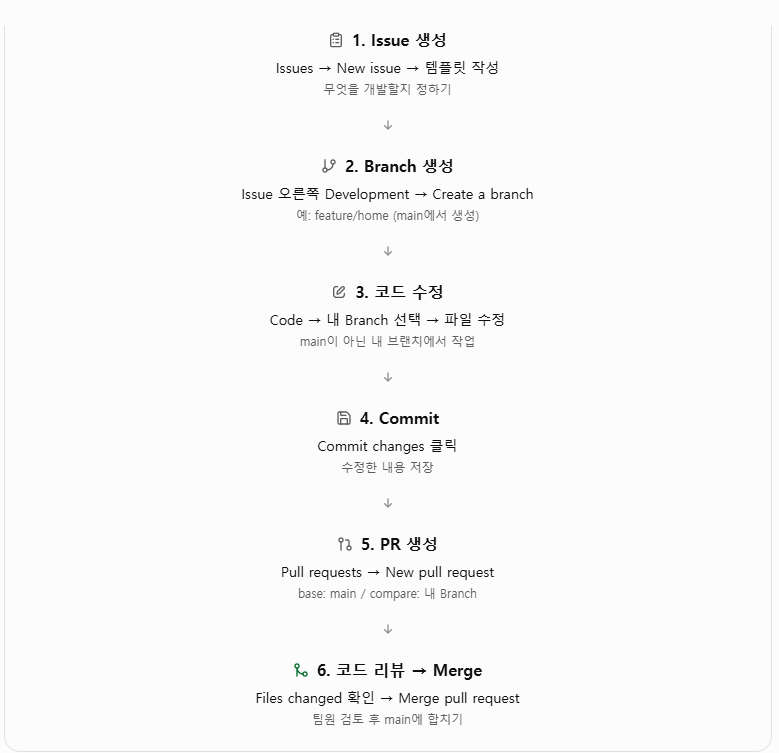 1. Issue 생성
Issues → New issue → 템플릿 작성
무엇을 개발할지 정하기
↓
2. Branch 생성
Issue 오른쪽 Development → Create a branch
예: feature/home (main에서 생성)
↓
3. 코드 수정
Code → 내 Branch 선택 → 파일 수정
main이 아닌 내 브랜치에서 작업
↓
4. Commit
Commit changes 클릭
수정한 내용 저장
↓
5. PR 생성
Pull requests → New pull request
base: main / compare: 내 Branch
↓
6. 코드 리뷰 → Merge
Files changed 확인 → Merge pull request
팀원 검토 후 main에 합치기